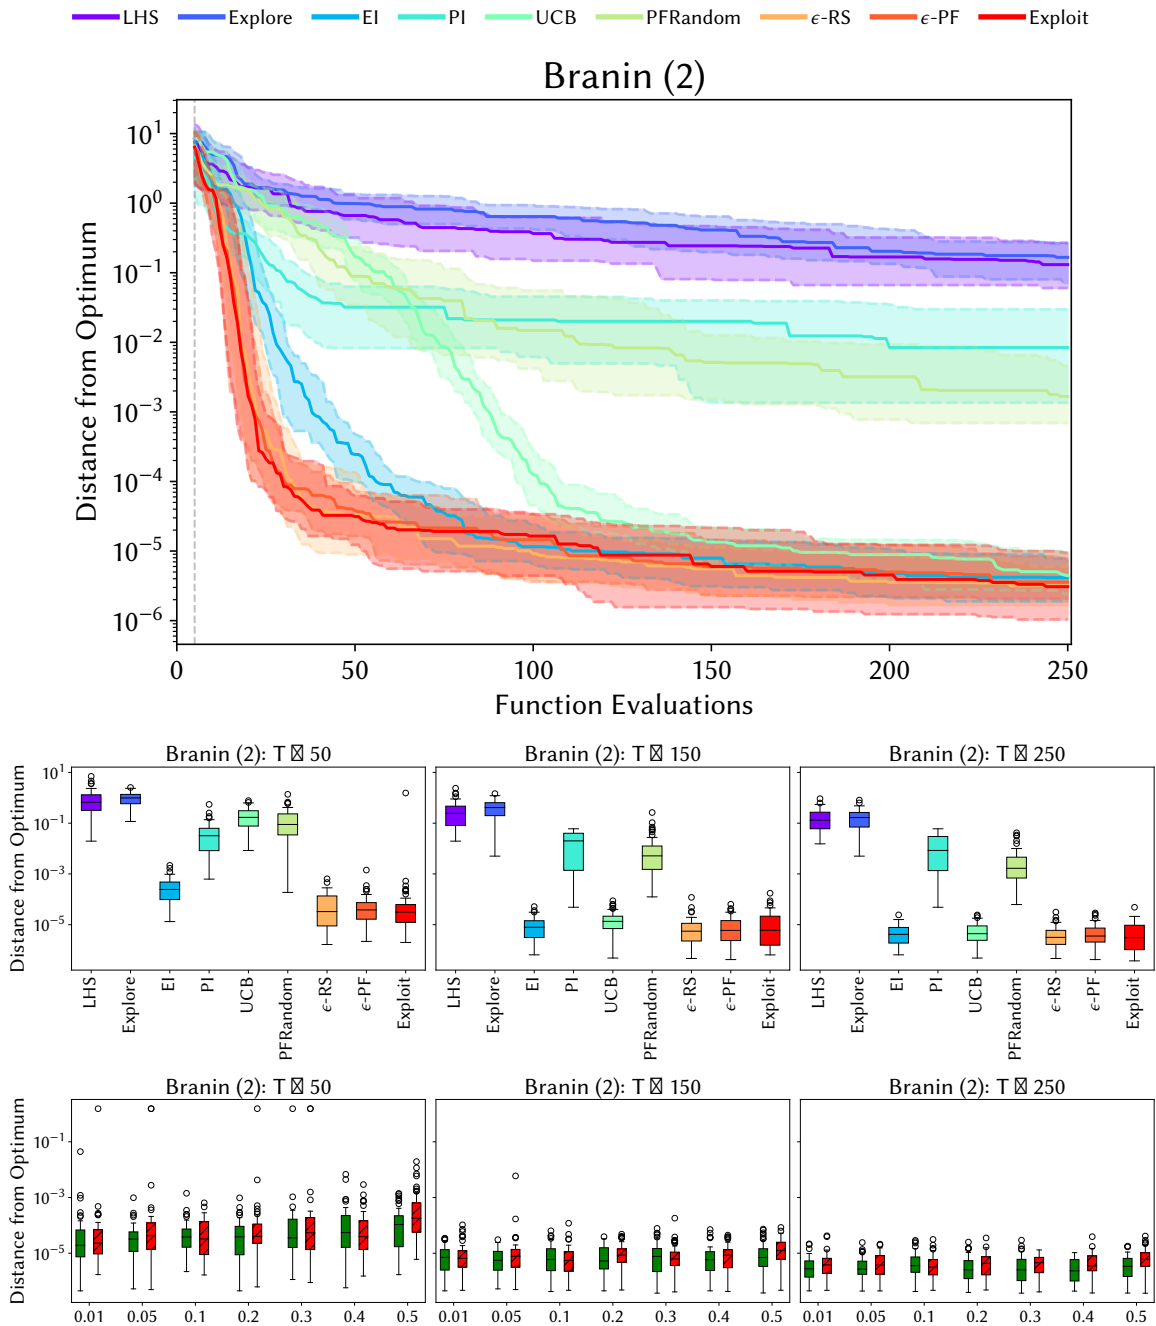 LHS Explore EI PI UCB PFRandom ϵ-RS ϵ-PF Exploit
Branin (2)
Distance from Optimum
10¹
10⁰
10⁻¹
10⁻²
10⁻³
10⁻⁴
10⁻⁵
10⁻⁶
0 50 100 150 200 250
Function Evaluations
Branin (2): T 50
Branin (2): T 150
Branin (2): T 250
Distance from Optimum
10¹
10⁻¹
10⁻³
10⁻⁵
LHS Explore EI PI UCB PFRandom ϵ-RS ϵ-PF Exploit
LHS Explore EI PI UCB PFRandom ϵ-RS ϵ-PF Exploit
LHS Explore EI PI UCB PFRandom ϵ-RS ϵ-PF Exploit
Branin (2): T 50
Branin (2): T 150
Branin (2): T 250
Distance from Optimum
10⁻¹
10⁻³
10⁻⁵
0.01 0.05 0.1 0.2 0.3 0.4 0.5
0.01 0.05 0.1 0.2 0.3 0.4 0.5
0.01 0.05 0.1 0.2 0.3 0.4 0.5